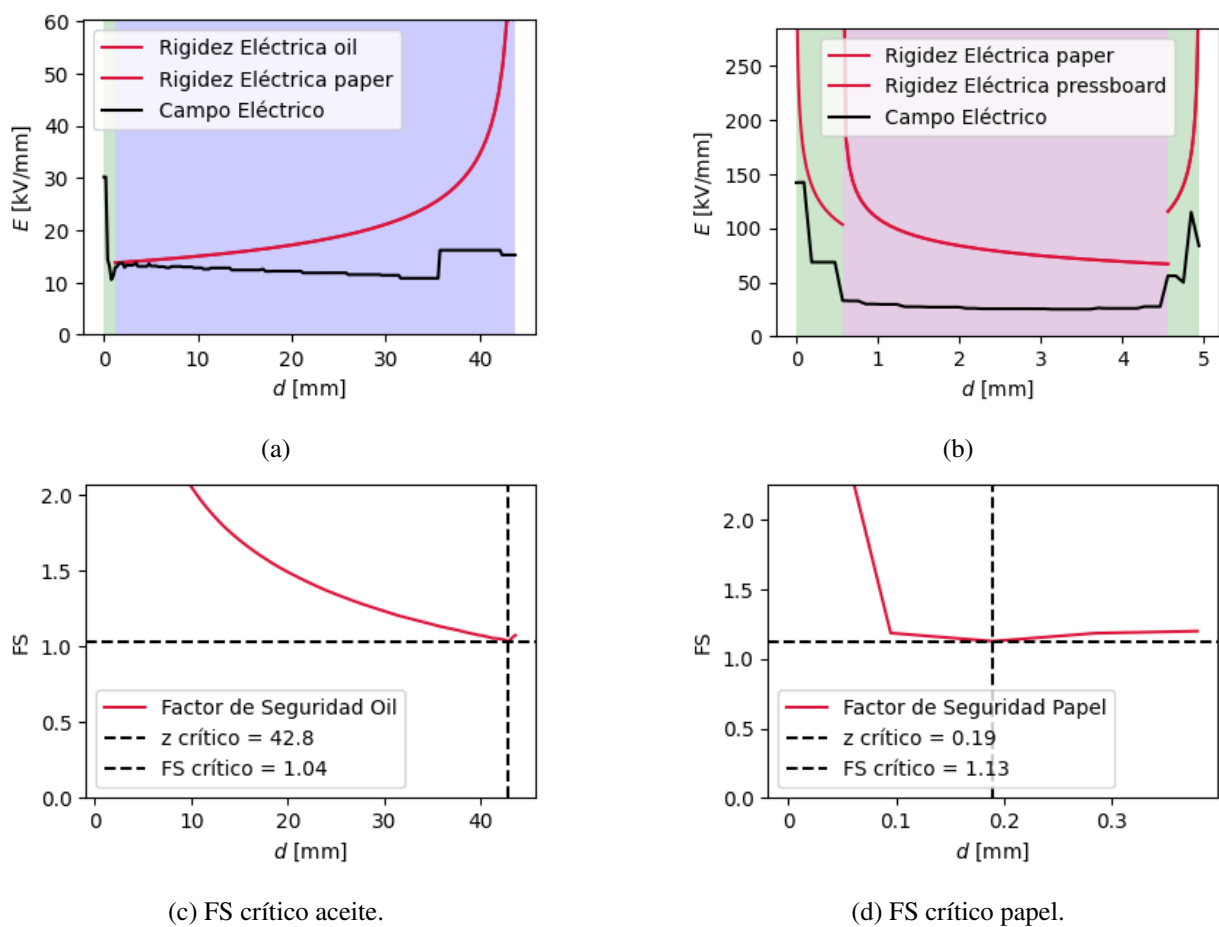 60
50
40
30
20
10
0
E [kV/mm]
Rigidez Eléctrica oil
Rigidez Eléctrica paper
Campo Eléctrico
0 10 20 30 40
d [mm]
(a)
250
200
150
100
50
0
E [kV/mm]
Rigidez Eléctrica paper
Rigidez Eléctrica pressboard
Campo Eléctrico
0 1 2 3 4 5
d [mm]
(b)
2.0
1.5
1.0
0.5
0.0
FS
Factor de Seguridad Oil
z crítico = 42.8
FS crítico = 1.04
0 10 20 30 40
d [mm]
(c) FS crítico aceite.
2.0
1.5
1.0
0.5
0.0
FS
Factor de Seguridad Papel
z crítico = 0.19
FS crítico = 1.13
0 0.1 0.2 0.3
d [mm]
(d) FS crítico papel.